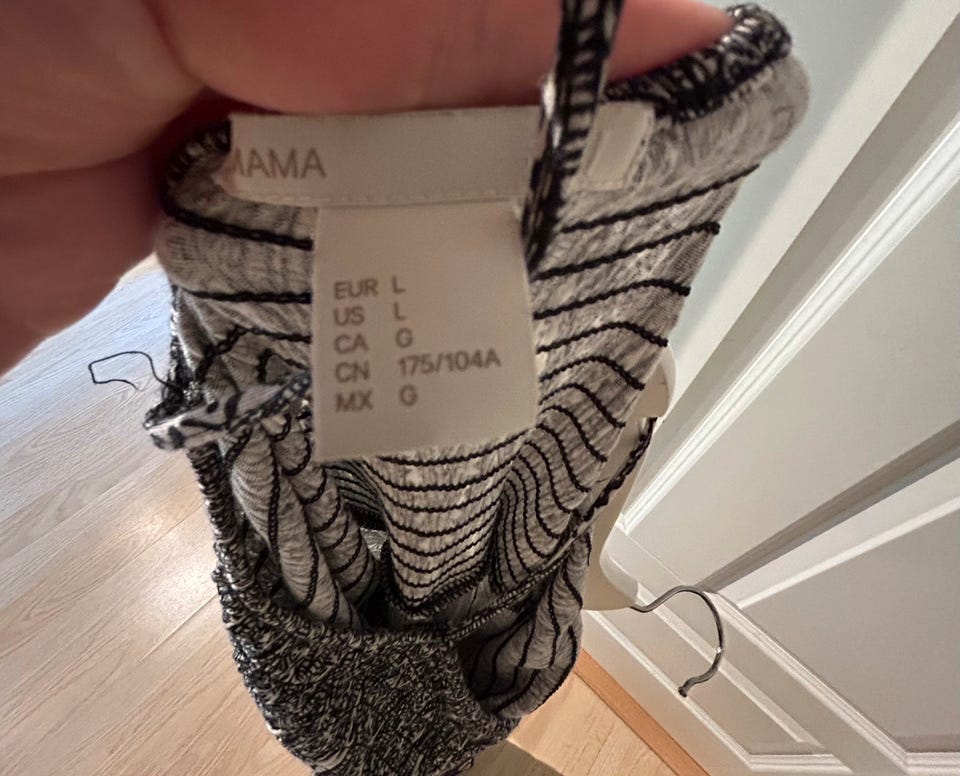 MAMA
EUR L
US L
CA G
CN 175/104A
MX G